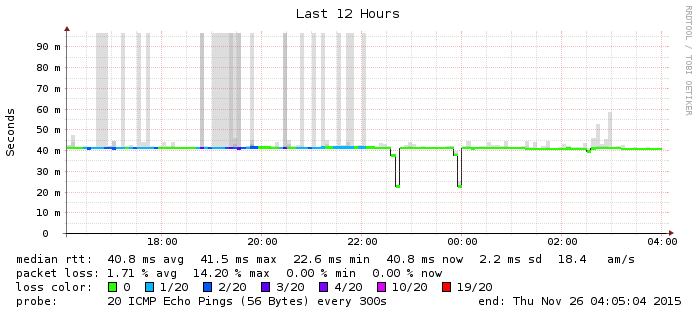 Last 12 Hours
RRDTOOL / TOBI OETIKER
Seconds
90 m
80 m
70 m
60 m
50 m
40 m
30 m
20 m
10 m
0
18:00 20:00 22:00 00:00 02:00 04:00
median rtt: 40.8 ms avg 41.5 ms max 22.6 ms min 40.8 ms now 2.2 ms sd 18.4 am/s
packet loss: 1.71 % avg 14.20 % max 0.00 % min 0.00 % now
loss color: 0 1/20 2/20 3/20 4/20 10/20 19/20
probe: 20 ICMP Echo Pings (56 Bytes) every 300s end: Thu Nov 26 04:05:04 2015